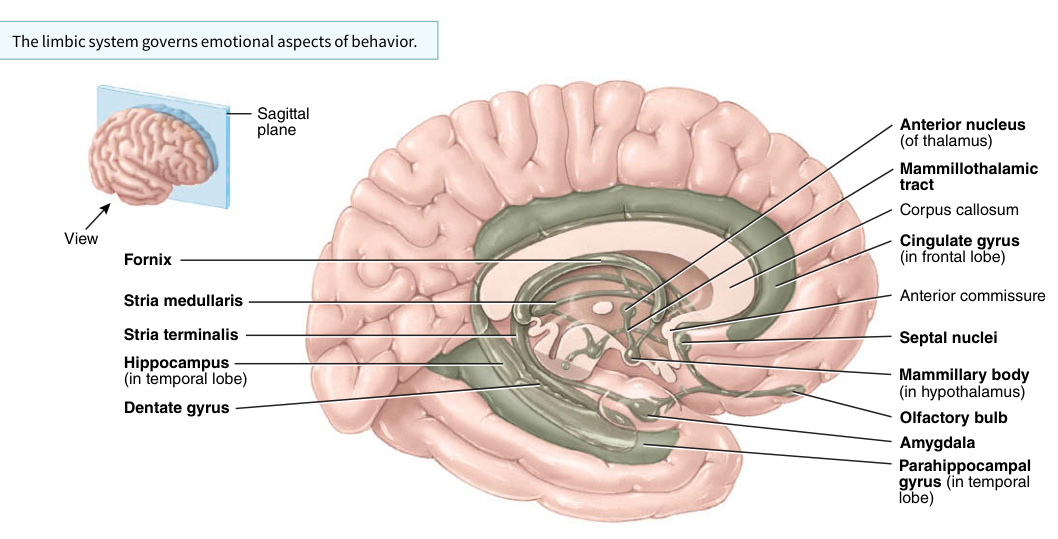 The limbic system governs emotional aspects of behavior.
Sagittal
plane
View
Fornix
Stria medullaris
Stria terminalis
Hippocampus
(in temporal lobe)
Dentate gyrus
Anterior nucleus
(of thalamus)
Mammillothalamic
tract
Corpus callosum
Cingulate gyrus
(in frontal lobe)
Anterior commissure
Septal nuclei
Mammillary body
(in hypothalamus)
Olfactory bulb
Amygdala
Parahippocampal
gyrus (in temporal
lobe)